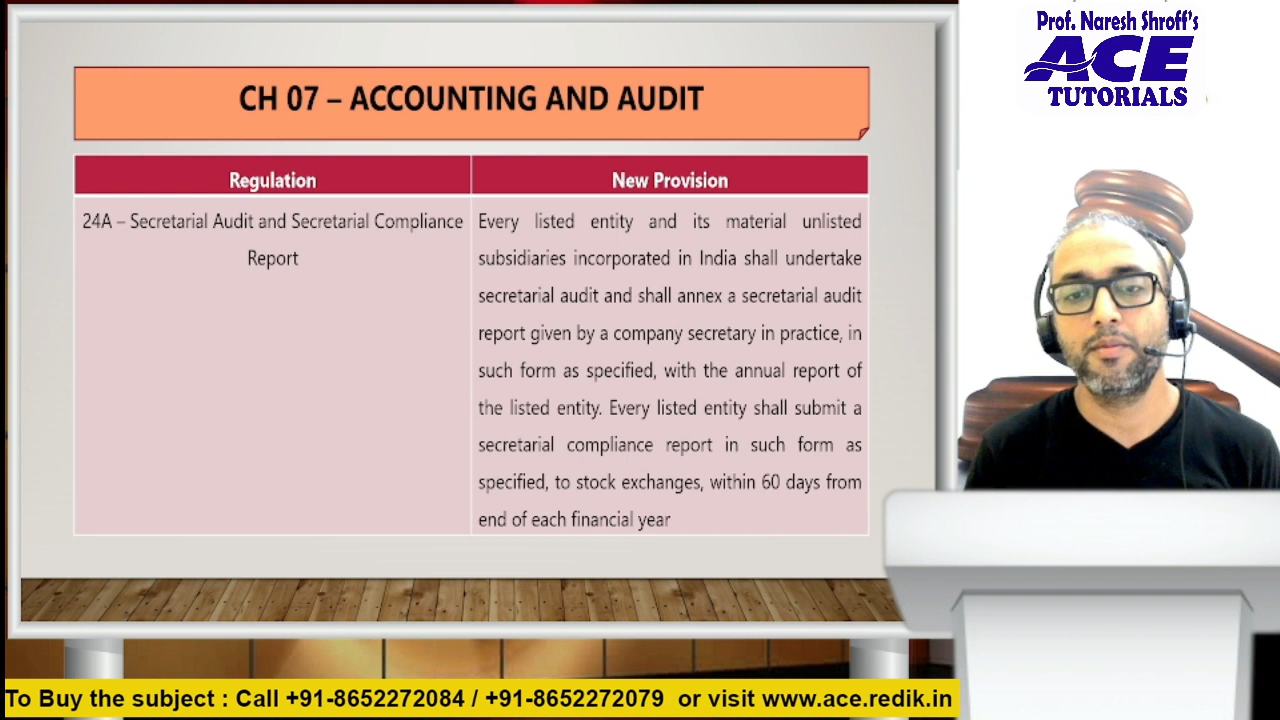 Prof. Naresh Shroff's
ACE
TUTORIALS
CH 07 – ACCOUNTING AND AUDIT
Regulation
New Provision
24A – Secretarial Audit and Secretarial Compliance
Report
Every listed entity and its material unlisted
subsidiaries incorporated in India shall undertake
secretarial audit and shall annex a secretarial audit
report given by a company secretary in practice, in
such form as specified, with the annual report of
the listed entity. Every listed entity shall submit a
secretarial compliance report in such form as
specified, to stock exchanges, within 60 days from
end of each financial year
To Buy the subject : Call +91-8652272084 / +91-8652272079 or visit www.ace.redik.in